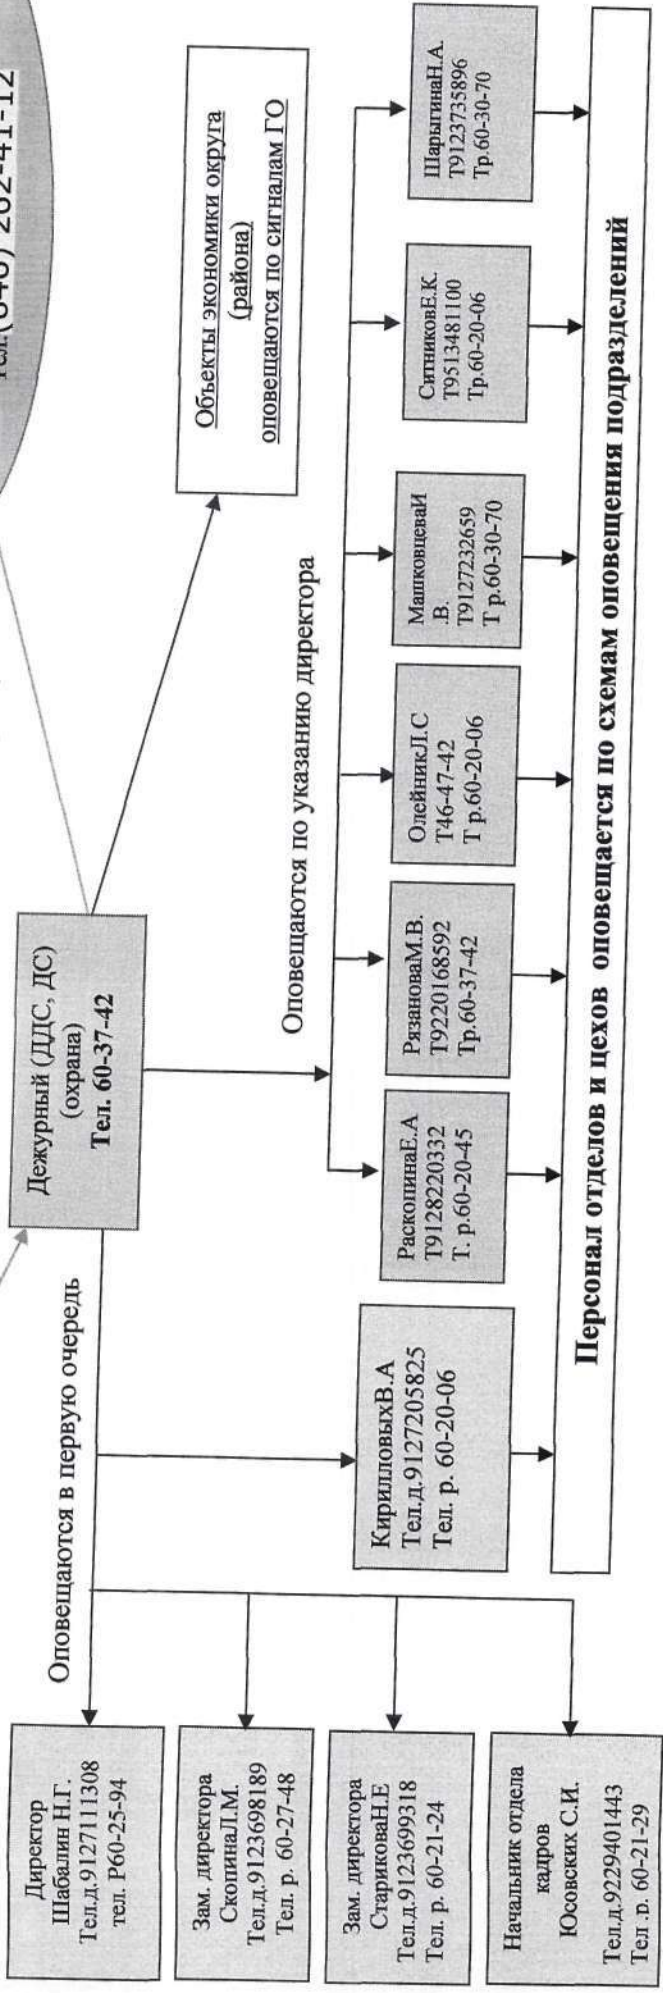 Тел.(846) 262-41-12
Дежурный (ДДС, ДС)
(охрана)
Тел. 60-37-42
Объекты экономики округа
(района)
оповещаются по сигналам ГО
Оповещаются в первую очередь
Оповещаются по указанию директора
Директор
Шабалин Н.Г.
Тел.д.9127111308
тел. Р60-25-94
Зам. директора
СкопинаЛ.М.
Тел.д.9123698189
Тел. р. 60-27-48
Зам. директора
СтариковаН.Е
Тел.д.9123699318
Тел. р. 60-21-24
Начальник отдела
кадров
Юсовских С.И.
Тел.д.9229401443
Тел .р. 60-21-29
КирилловыхВ.А
Тел.д.9127205825
Тел. р. 60-20-06
РаскопинаЕ.А
Т9128220332
Т. р.60-20-45
РязановаМ.В.
Т9220168592
Тр.60-37-42
ОлейникЛ.С
Т46-47-42
Т р.60-20-06
МашковцеваИ
.В.
Т9127232659
Т р.60-30-70
СитниковЕ.К.
Т9513481100
Тр.60-20-06
ШарыгинаН.А.
Т9123735896
Тр.60-30-70
Персонал отделов и цехов оповещается по схемам оповещения подразделений